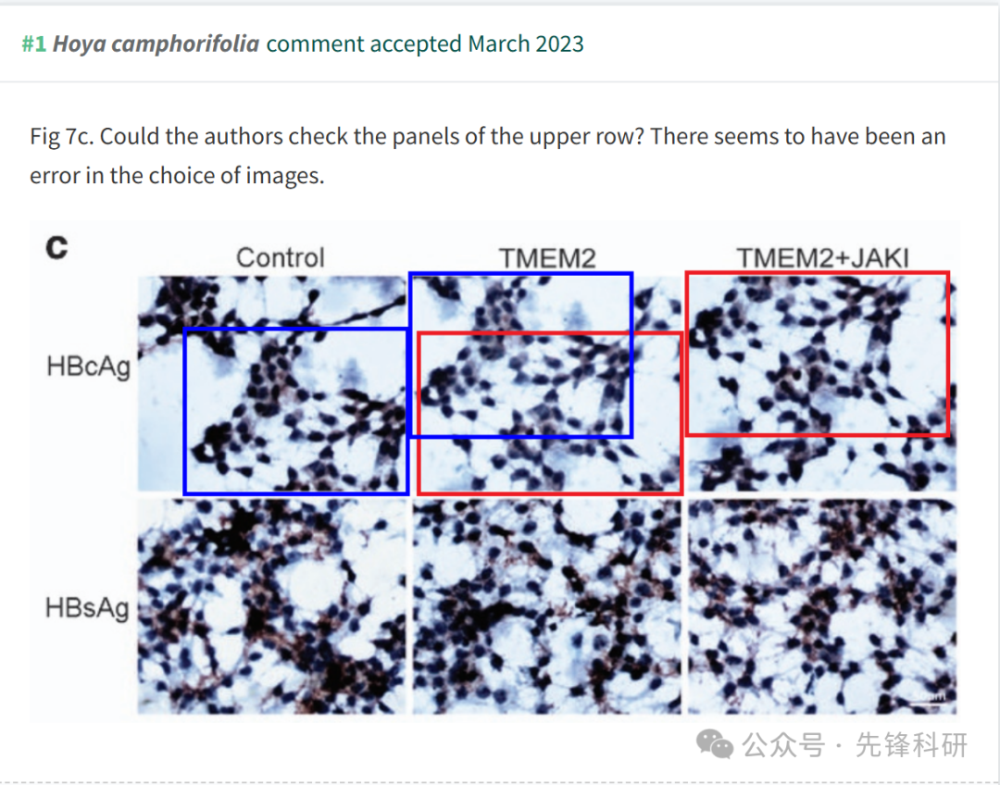 #1 Hoya camphorifolia comment accepted March 2023
Fig 7c. Could the authors check the panels of the upper row? There seems to have been an
error in the choice of images.
C
Control TMEM2 TMEM2+JAKI
HBcAg
HBsAg
公众号 · 先锋科研